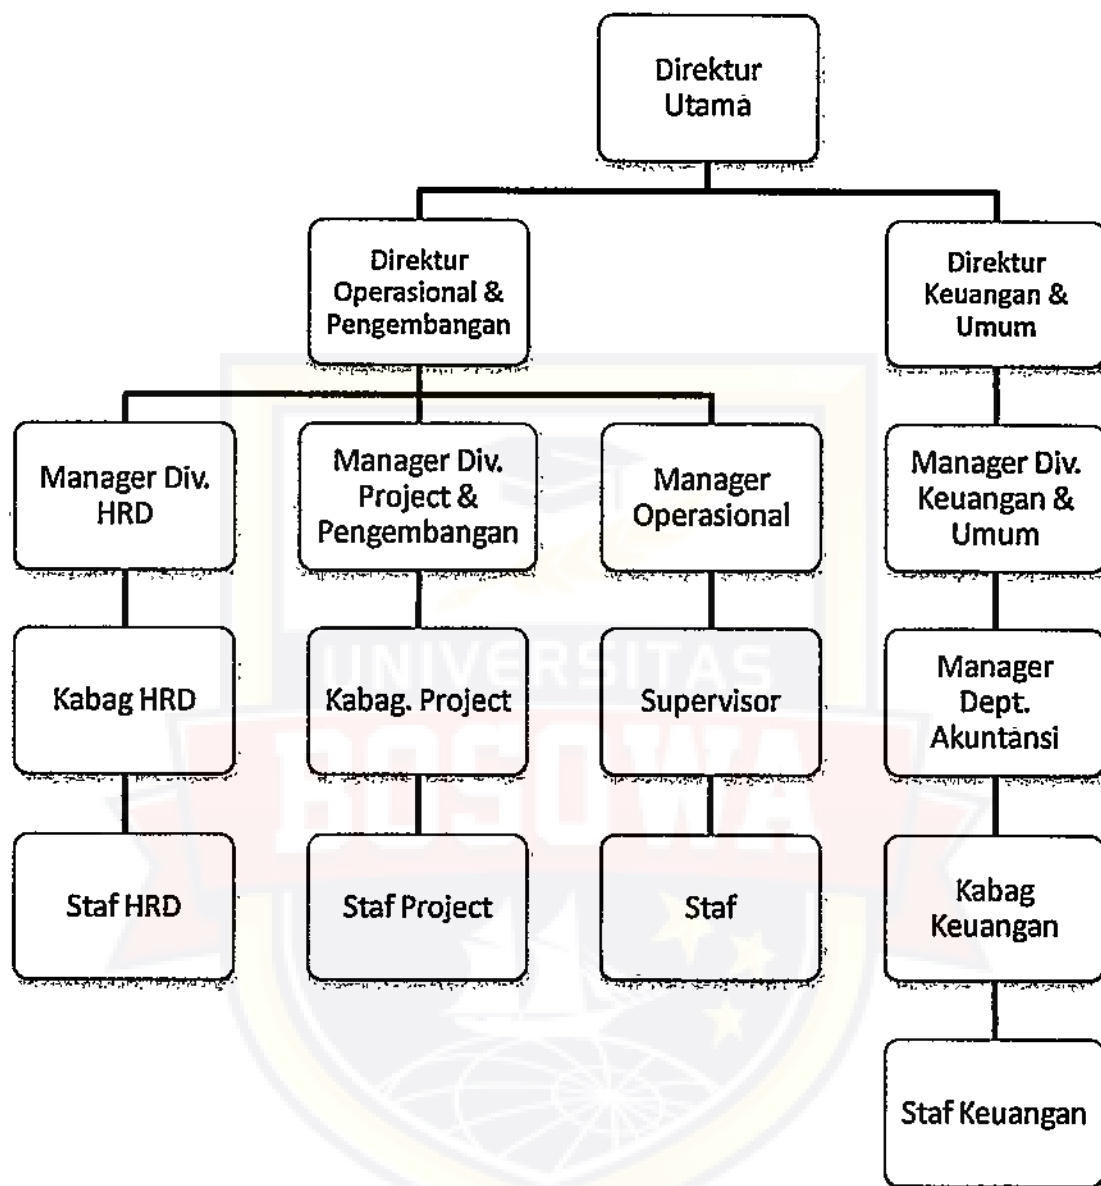 Direktur
Utama
Direktur
Operasional &
Pengembangan
Direktur
Keuangan &
Umum
Manager Div.
HRD
Manager Div.
Project &
Pengembangan
Manager
Operasional
Manager Div.
Keuangan &
Umum
Kabag HRD
Kabag. Project
Supervisor
Manager
Dept.
Akuntansi
Staf HRD
Staf Project
Staf
Kabag
Keuangan
Staf Keuangan
UNIVERSITAS
BOSOWA